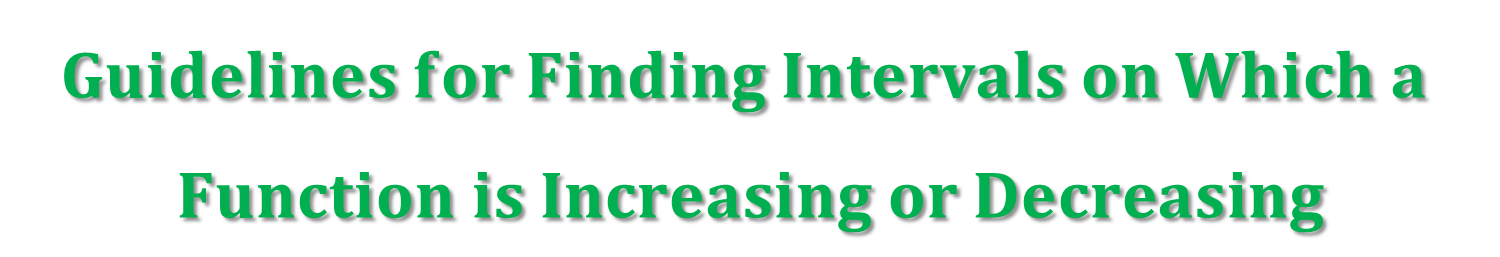 Guidelines for Finding Intervals on Which a
Function is Increasing or Decreasing